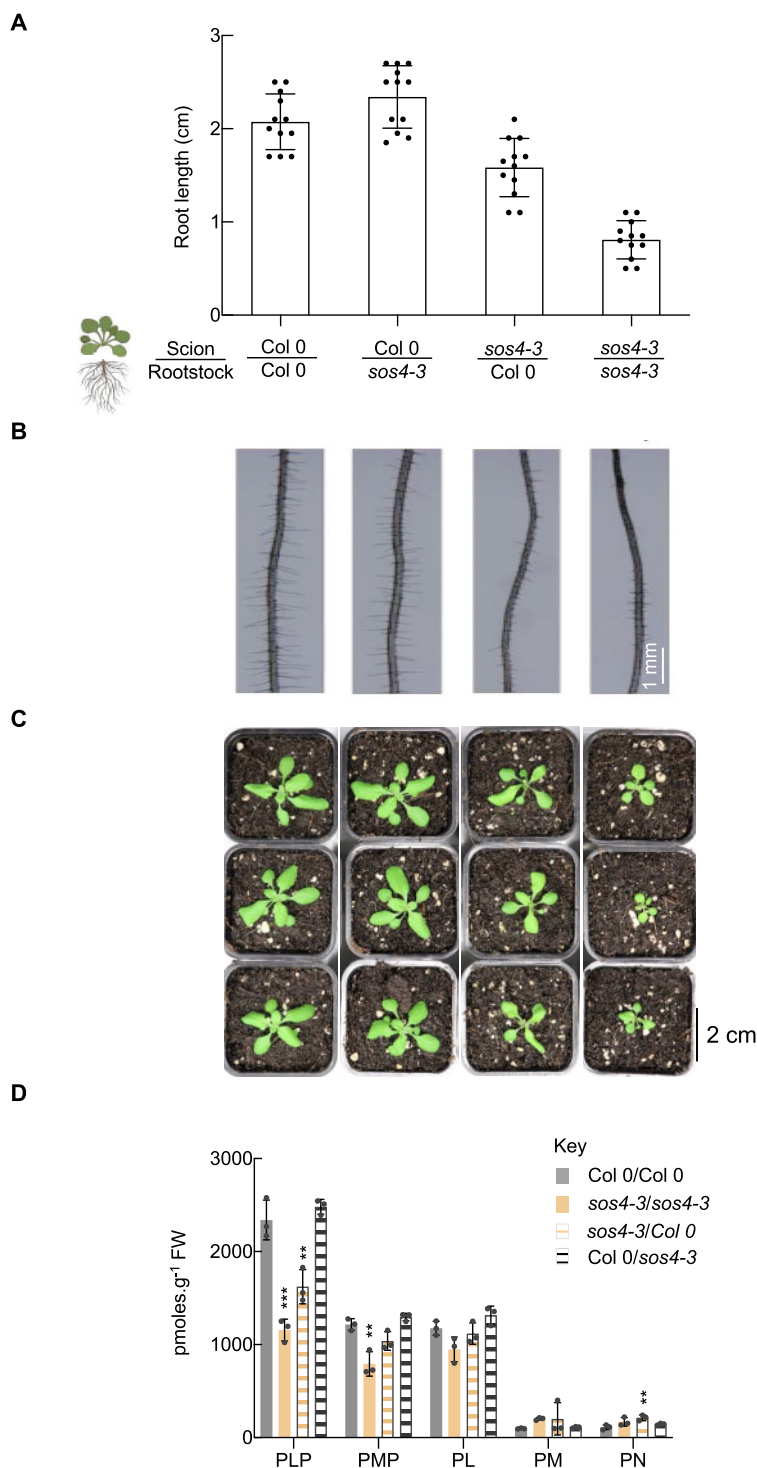 A
3
2
1
0
Root length (cm)
Scion
Rootstock
Col 0
Col 0
Col 0
sos4-3
sos4-3
Col 0
sos4-3
sos4-3
B
1 mm
C
2 cm
D
Key
Col 0/Col 0
sos4-3/sos4-3
sos4-3/Col 0
Col 0/sos4-3
3000
2000
1000
0
pmoles.g-1 FW
***
**
**
**
PLP
PMP
PL
PM
PN